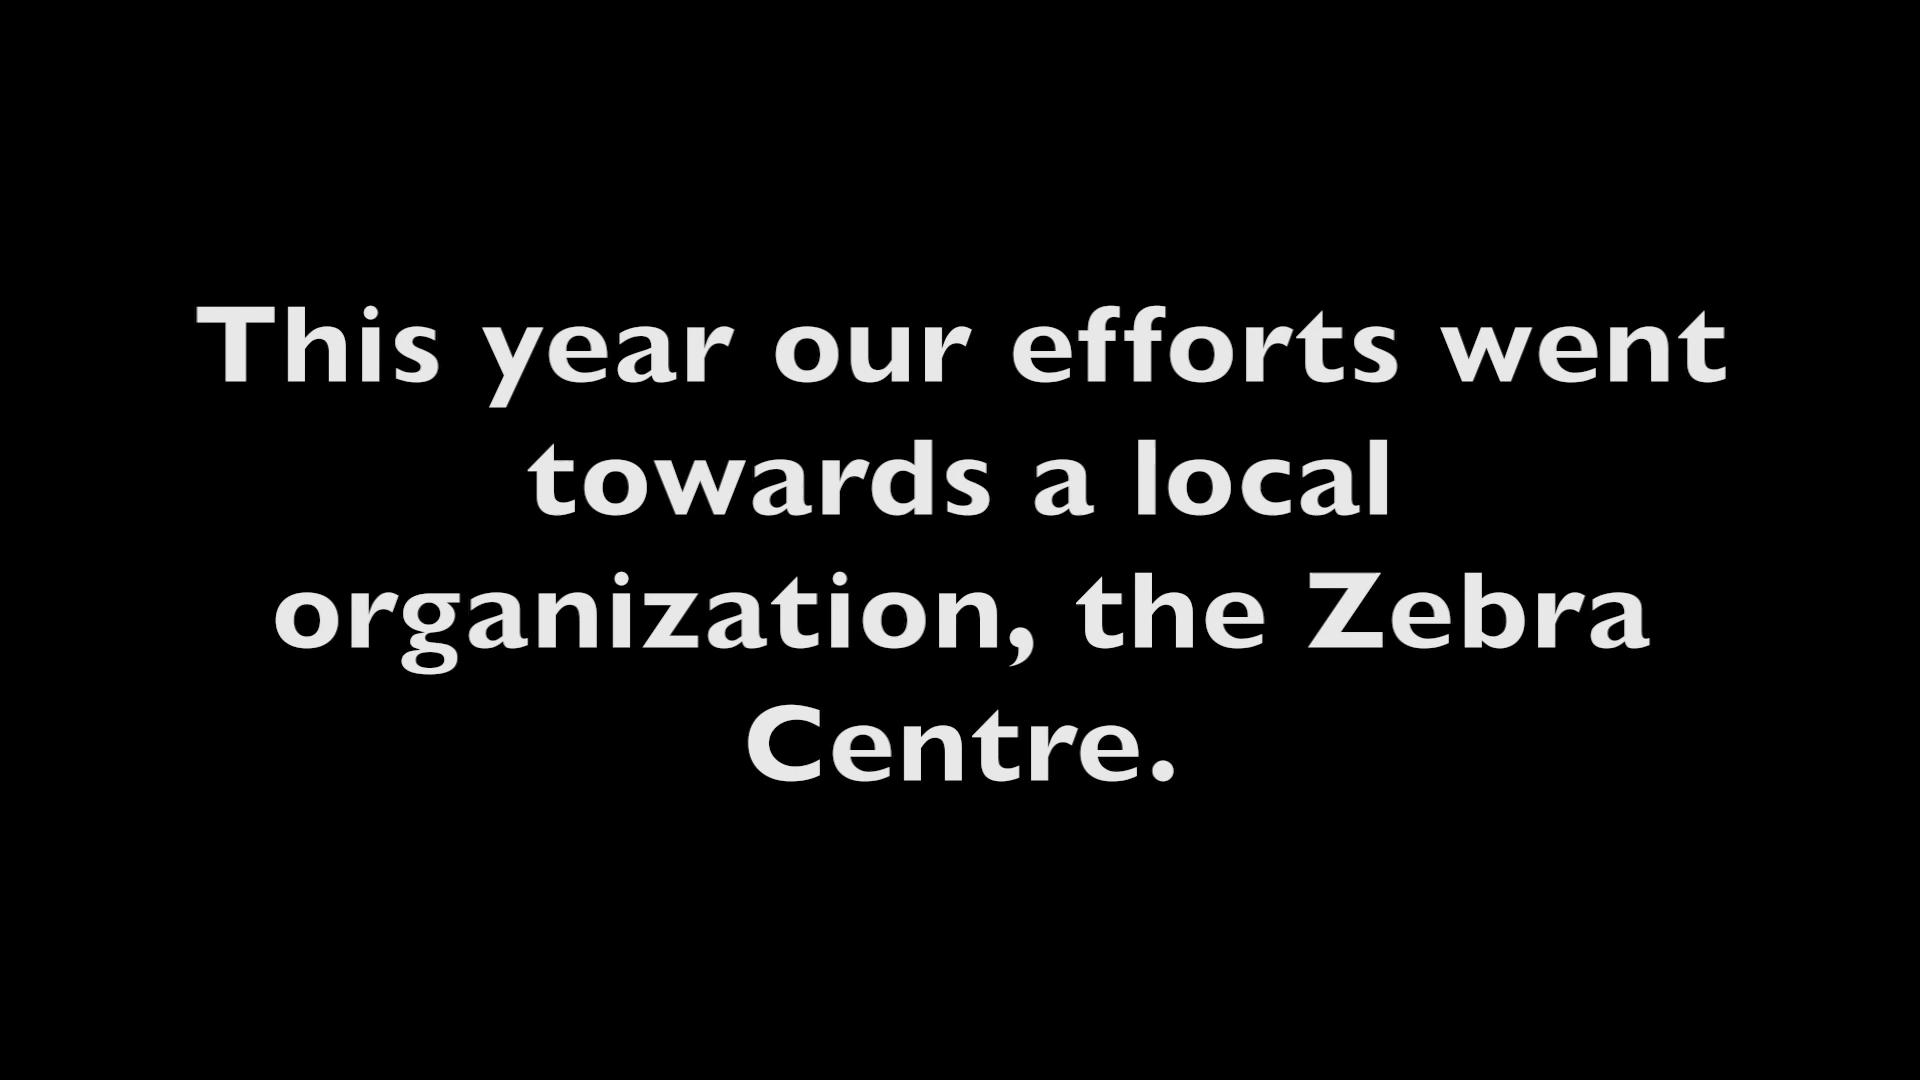 This year our efforts went
towards a local
organization, the Zebra
Centre.